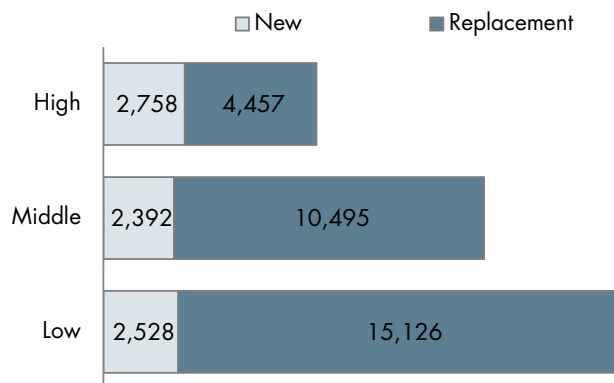 New Replacement
High 2,758 4,457
Middle 2,392 10,495
Low 2,528 15,126